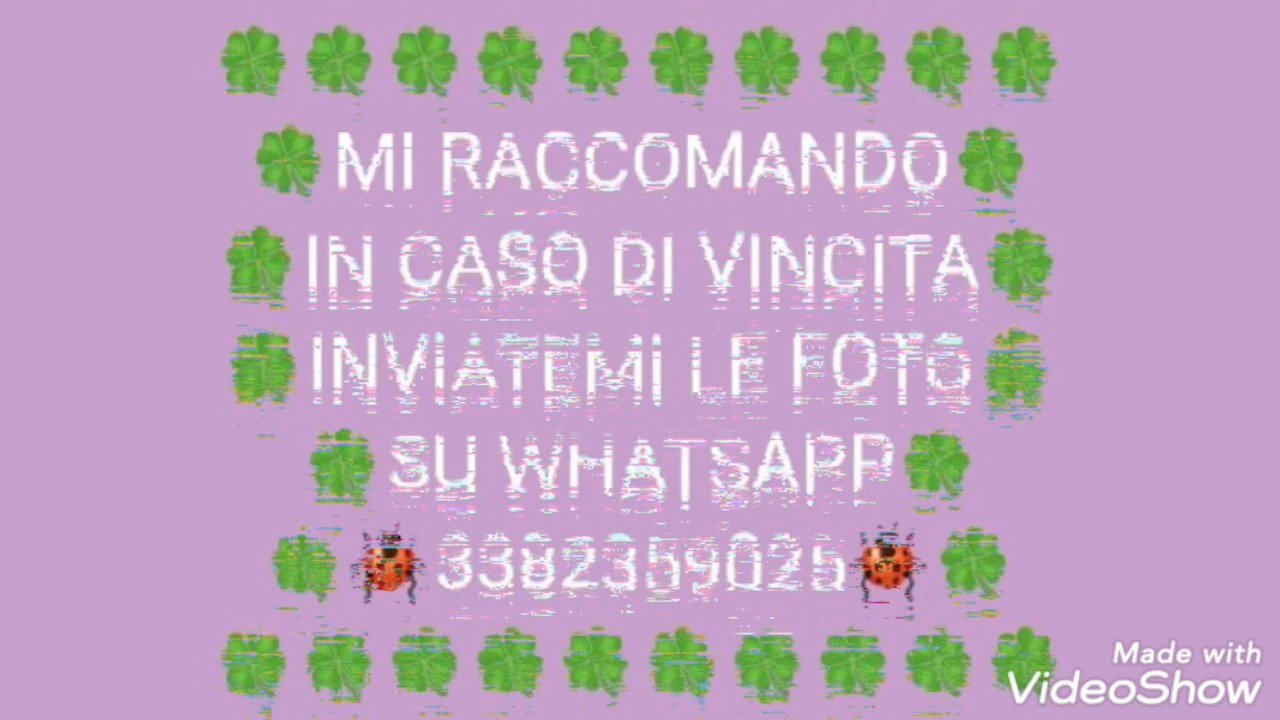 🍀🍀🍀🍀🍀🍀🍀🍀🍀🍀
🍀MI RACCOMANDO🍀
🍀IN CASO DI VINCITA🍀
🍀INVIATEMI LE FOTO🍀
🍀SU WHATSAPP🍀
🍀🐞3382359025🐞🍀
🍀🍀🍀🍀🍀🍀🍀🍀🍀🍀
Made with
VideoShow